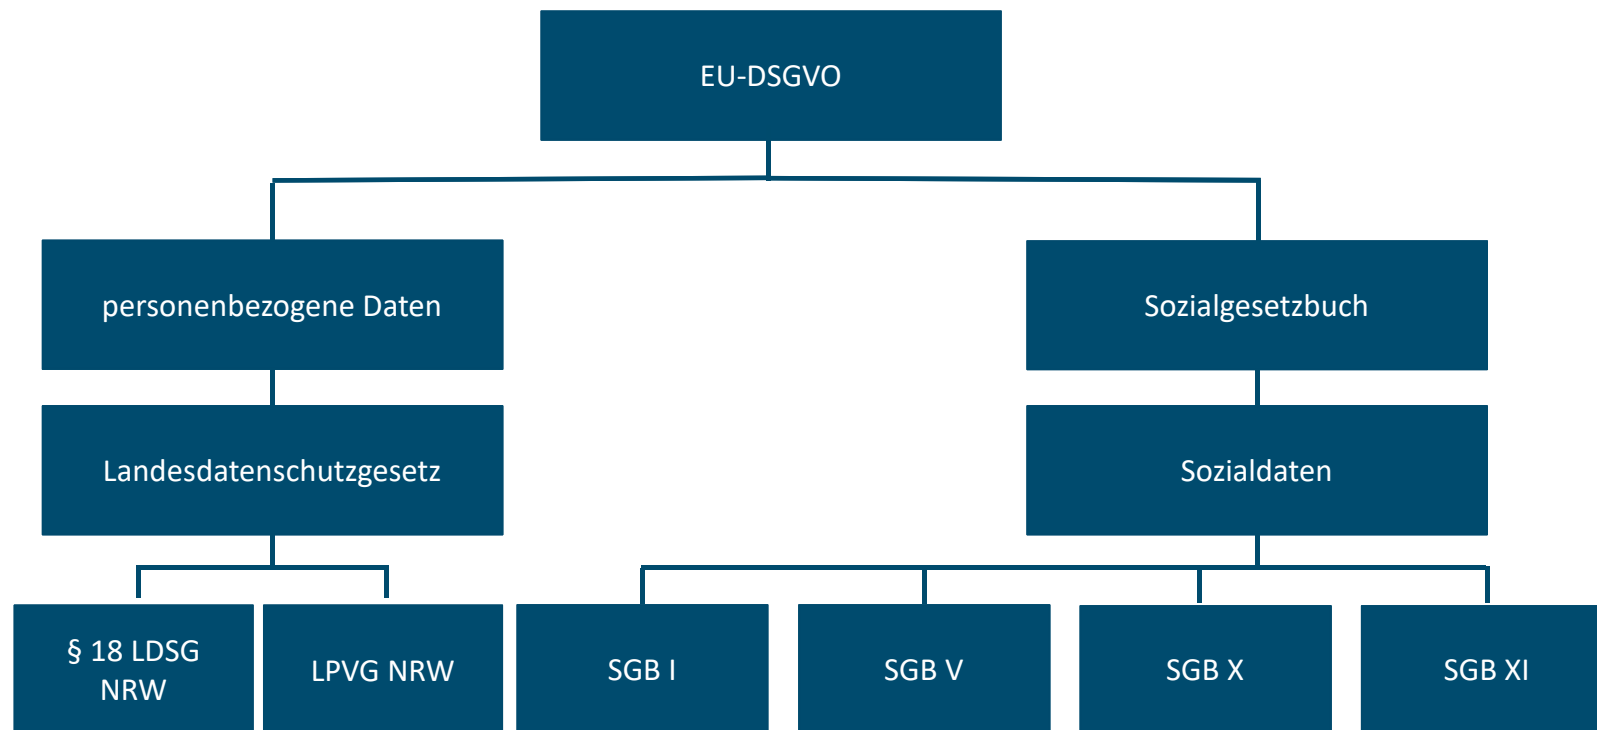 EU-DSGVO
personenbezogene Daten
Sozialgesetzbuch
Landesdatenschutzgesetz
Sozialdaten
§ 18 LDSG
NRW
LPVG NRW
SGB I
SGB V
SGB X
SGB XI